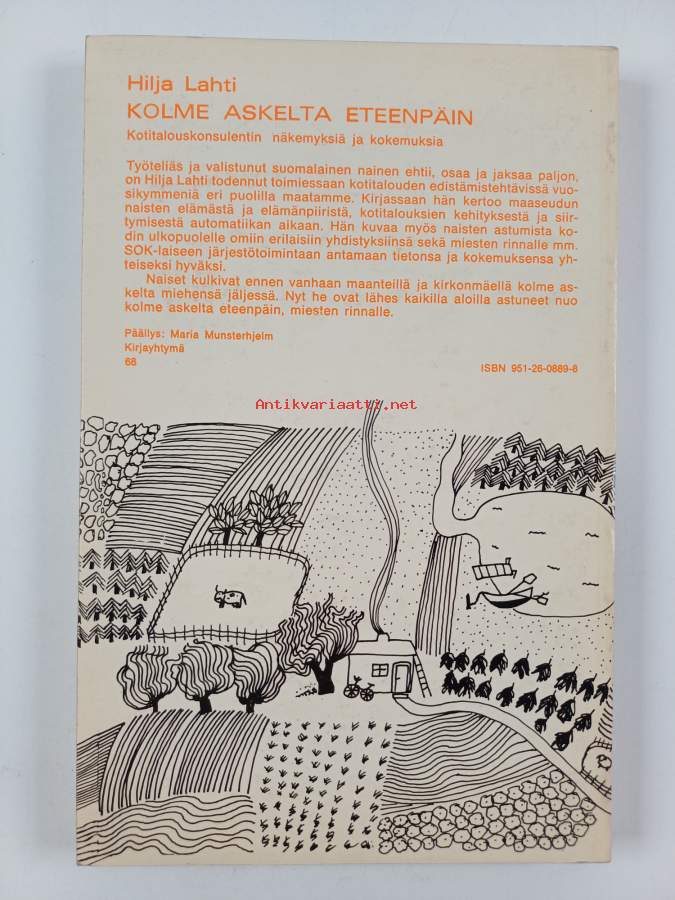 Hilja Lahti
KOLME ASKELTA ETEENPÄIN
Kotitalouskonsulentin näkemyksiä ja kokemuksia
Työteliäs ja valistunut suomalainen nainen ehtii, osaa ja jaksaa paljon,
on Hilja Lahti todennut toimiessaan kotitalouden edistämistehtävissä vuo-
sikymmeniä eri puolilla maatamme. Kirjassaan hän kertoo maaseudun
naisten elämästä ja elämänpiiristä, kotitalouksien kehityksestä ja siir-
tymisestä automatiikan aikaan. Hän kuvaa myös naisten astumista ko-
din ulkopuolelle omiin erilaisiin yhdistyksiinsä sekä miesten rinnalle mm.
SOK-laiseen järjestötoimintaan antamaan tietonsa ja kokemuksensa yh-
teiseksi hyväksi.
Naiset kulkivat ennen vanhaan maanteillä ja kirkonmäellä kolme as-
kelta miehensä jäljessä. Nyt he ovat lähes kaikilla aloilla astuneet nuo
kolme askelta eteenpäin, miesten rinnalle.
Päällys: Maria Munsterhjelm
Kirjayhtymä
68
ISBN 951-26-0889-8
Antikvariaatti.net